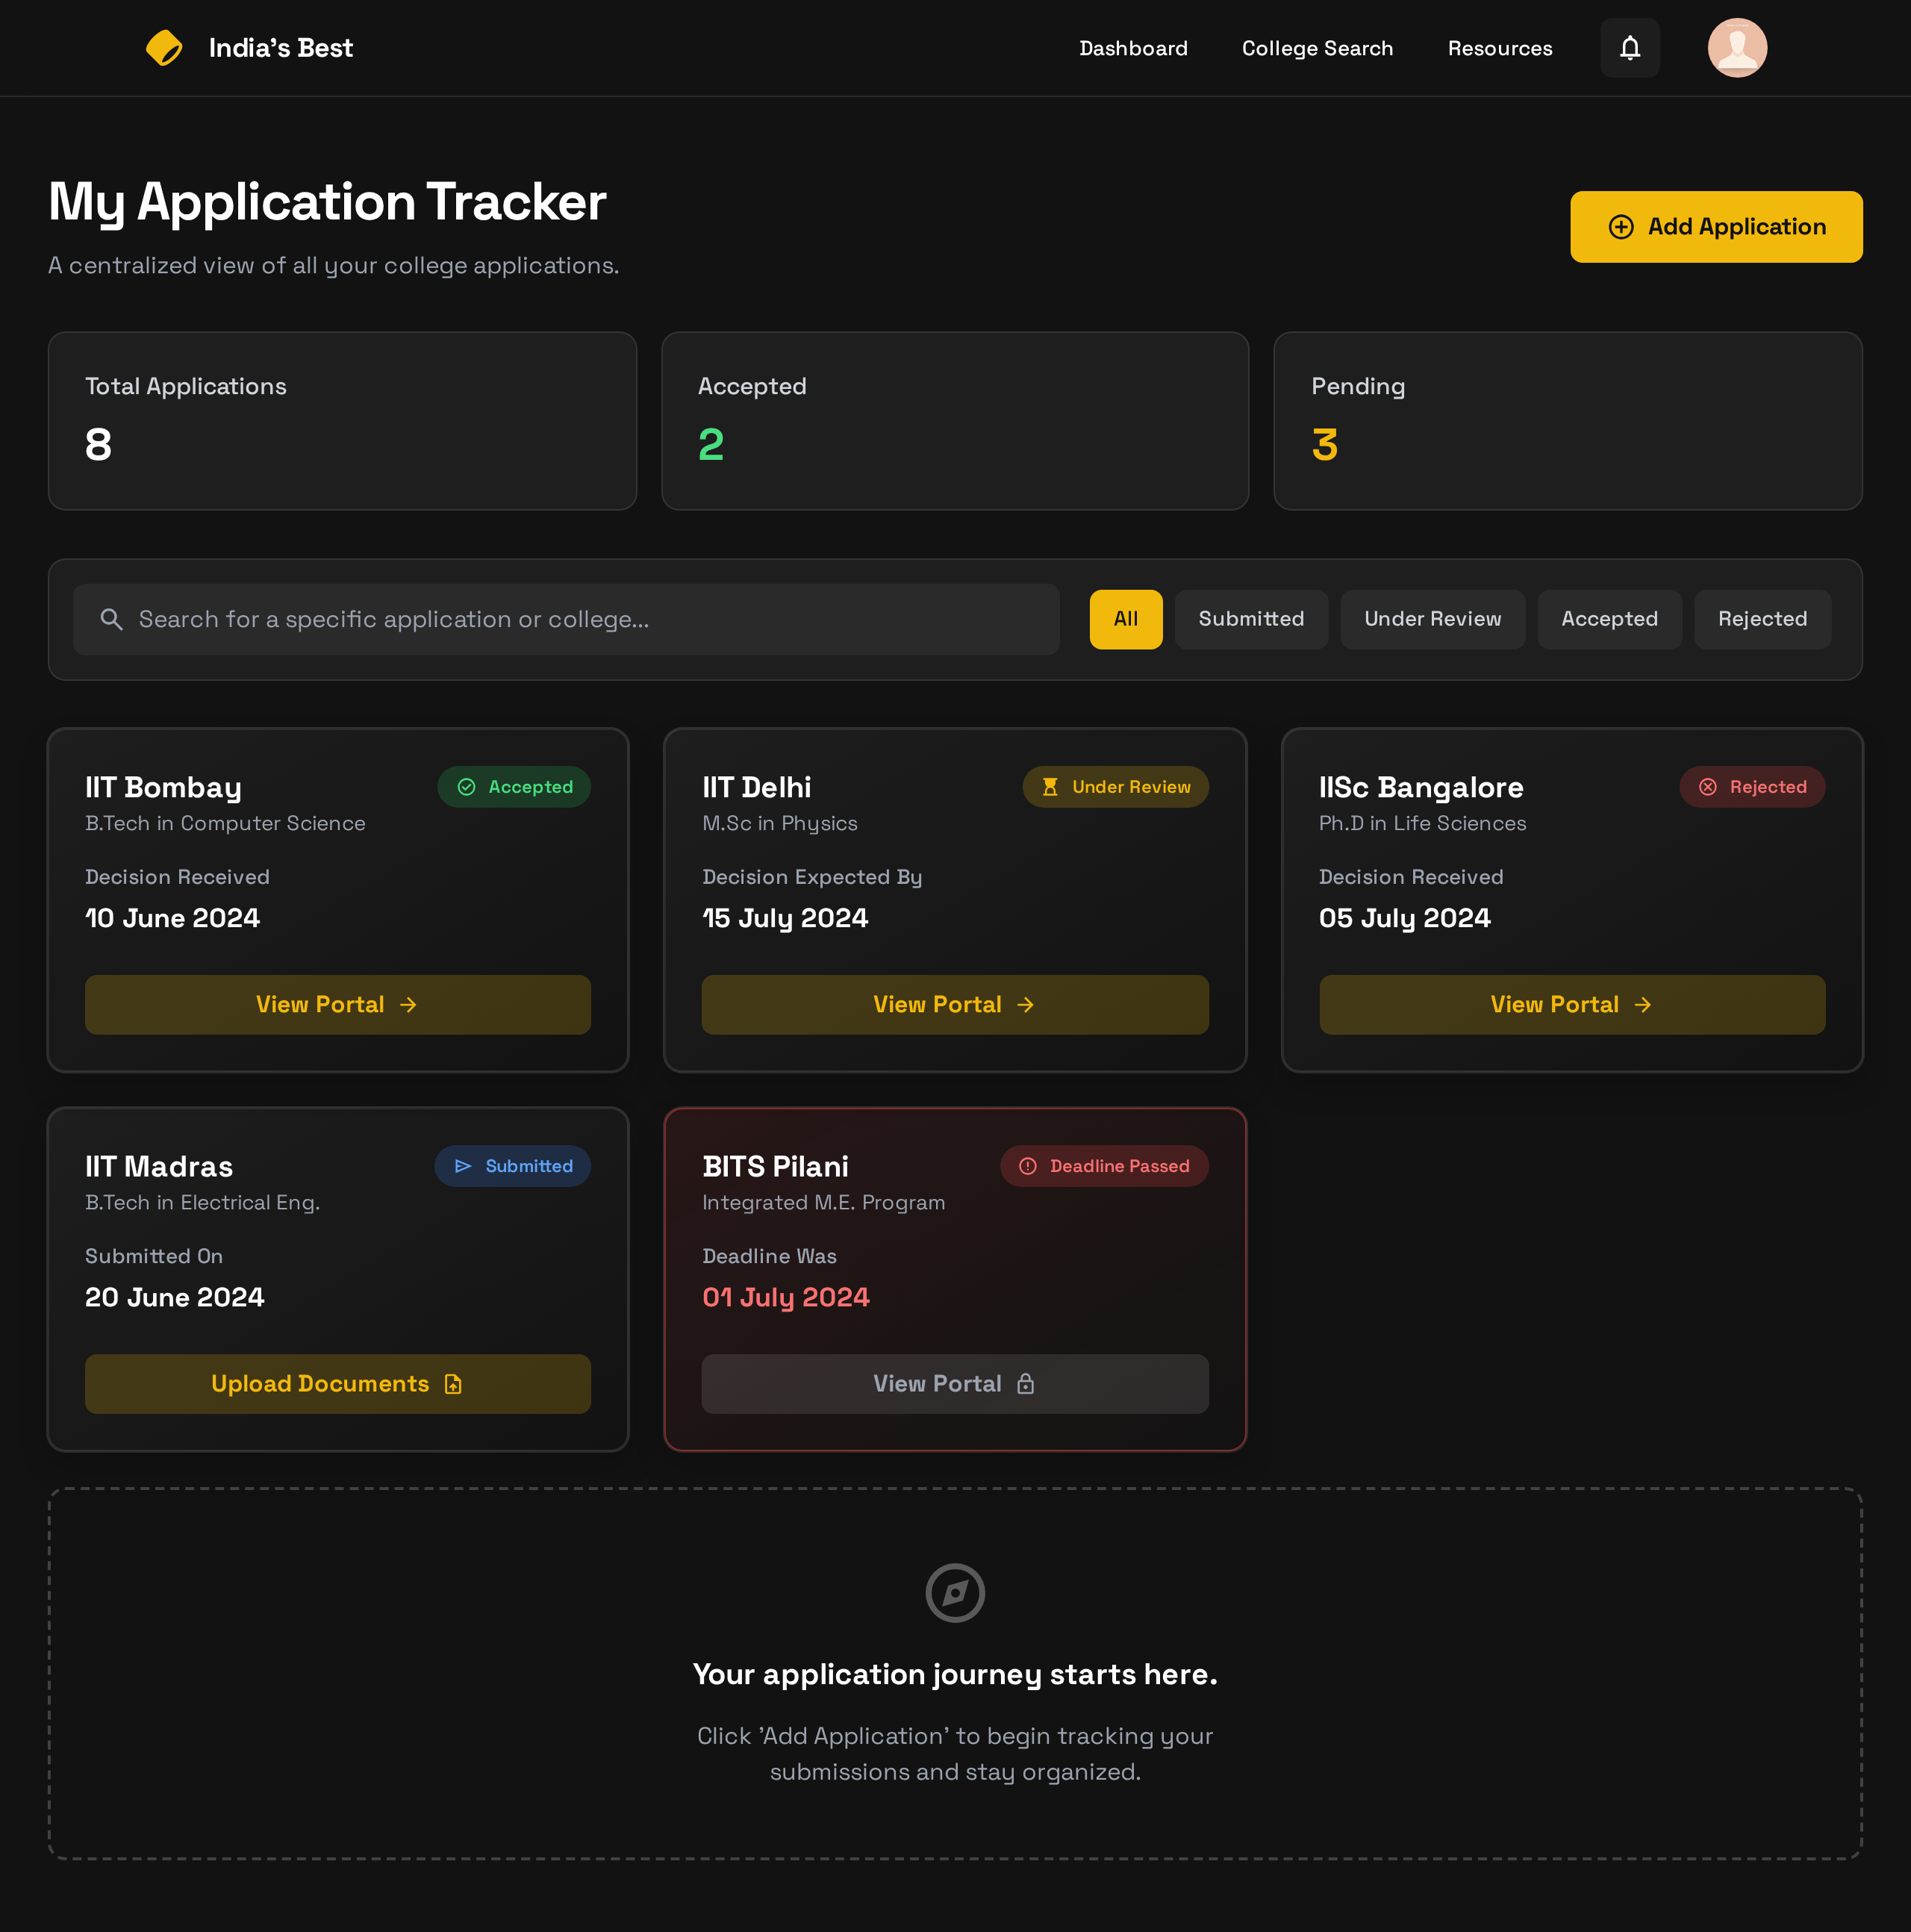 India's Best
Dashboard
College Search
Resources
My Application Tracker
A centralized view of all your college applications.
Add Application
Total Applications
8
Accepted
2
Pending
3
Search for a specific application or college...
All
Submitted
Under Review
Accepted
Rejected
IIT Bombay
Accepted
B.Tech in Computer Science
Decision Received
10 June 2024
View Portal
IIT Delhi
Under Review
M.Sc in Physics
Decision Expected By
15 July 2024
View Portal
IISc Bangalore
Rejected
Ph.D in Life Sciences
Decision Received
05 July 2024
View Portal
IIT Madras
Submitted
B.Tech in Electrical Eng.
Submitted On
20 June 2024
Upload Documents
BITS Pilani
Deadline Passed
Integrated M.E. Program
Deadline Was
01 July 2024
View Portal
Your application journey starts here.
Click 'Add Application' to begin tracking your
submissions and stay organized.